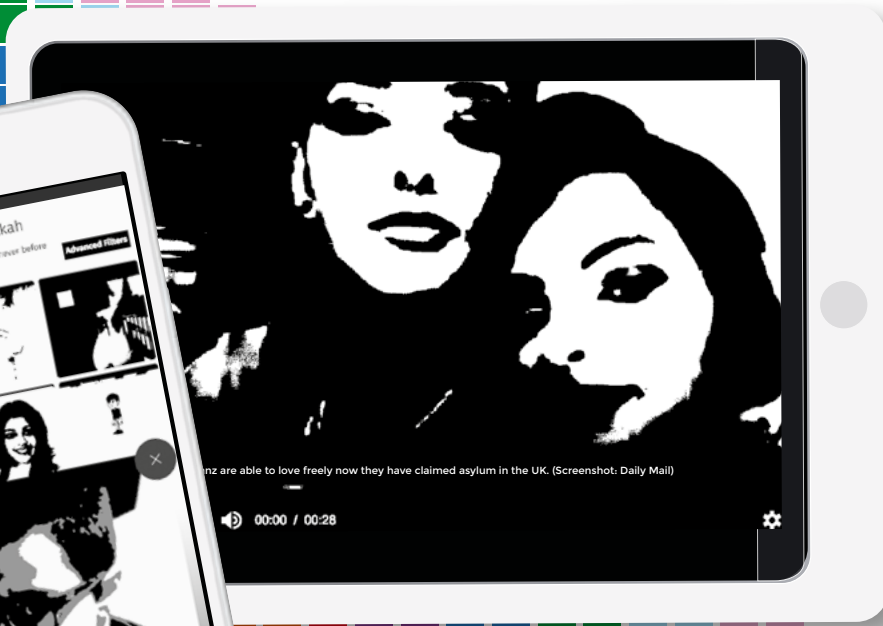 kah
ever before
Advanced Filters
nz are able to love freely now they have claimed asylum in the UK. (Screenshot: Daily Mail)
00:00 / 00:28